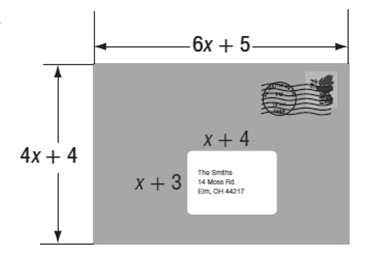 6x + 5
x + 4
4x + 4
x + 3
The Smiths
14 Moss Rd.
Elm, OH 44217